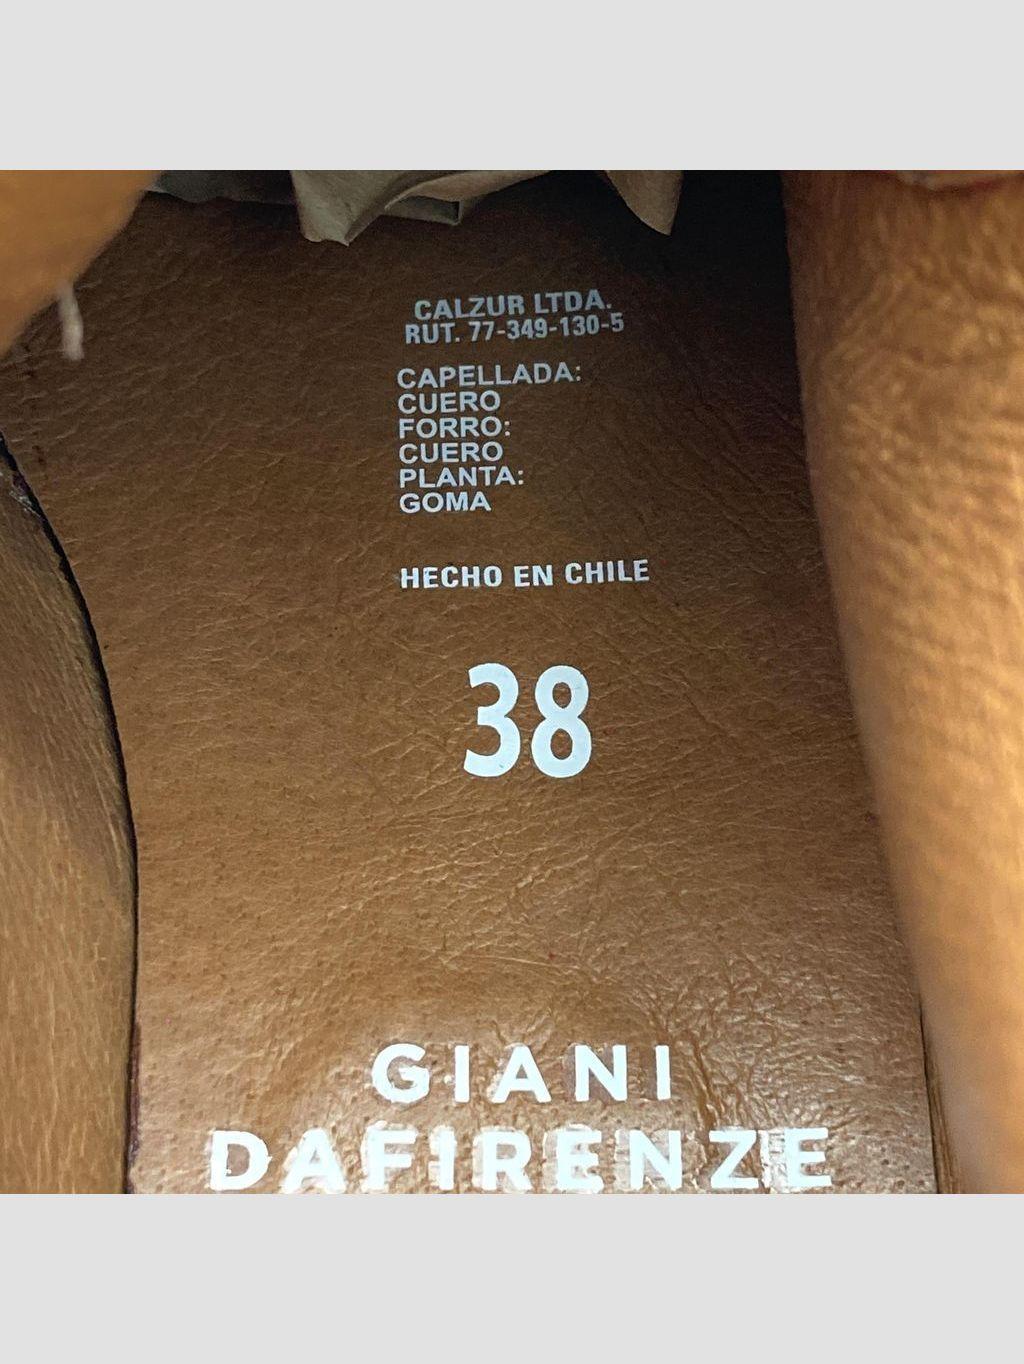 CALZUR LTDA.
RUT. 77-349-130-5
CAPELLADA:
CUERO
FORRO:
CUERO
PLANTA:
GOMA
HECHO EN CHILE
38
GIANI
DAFIRENZE